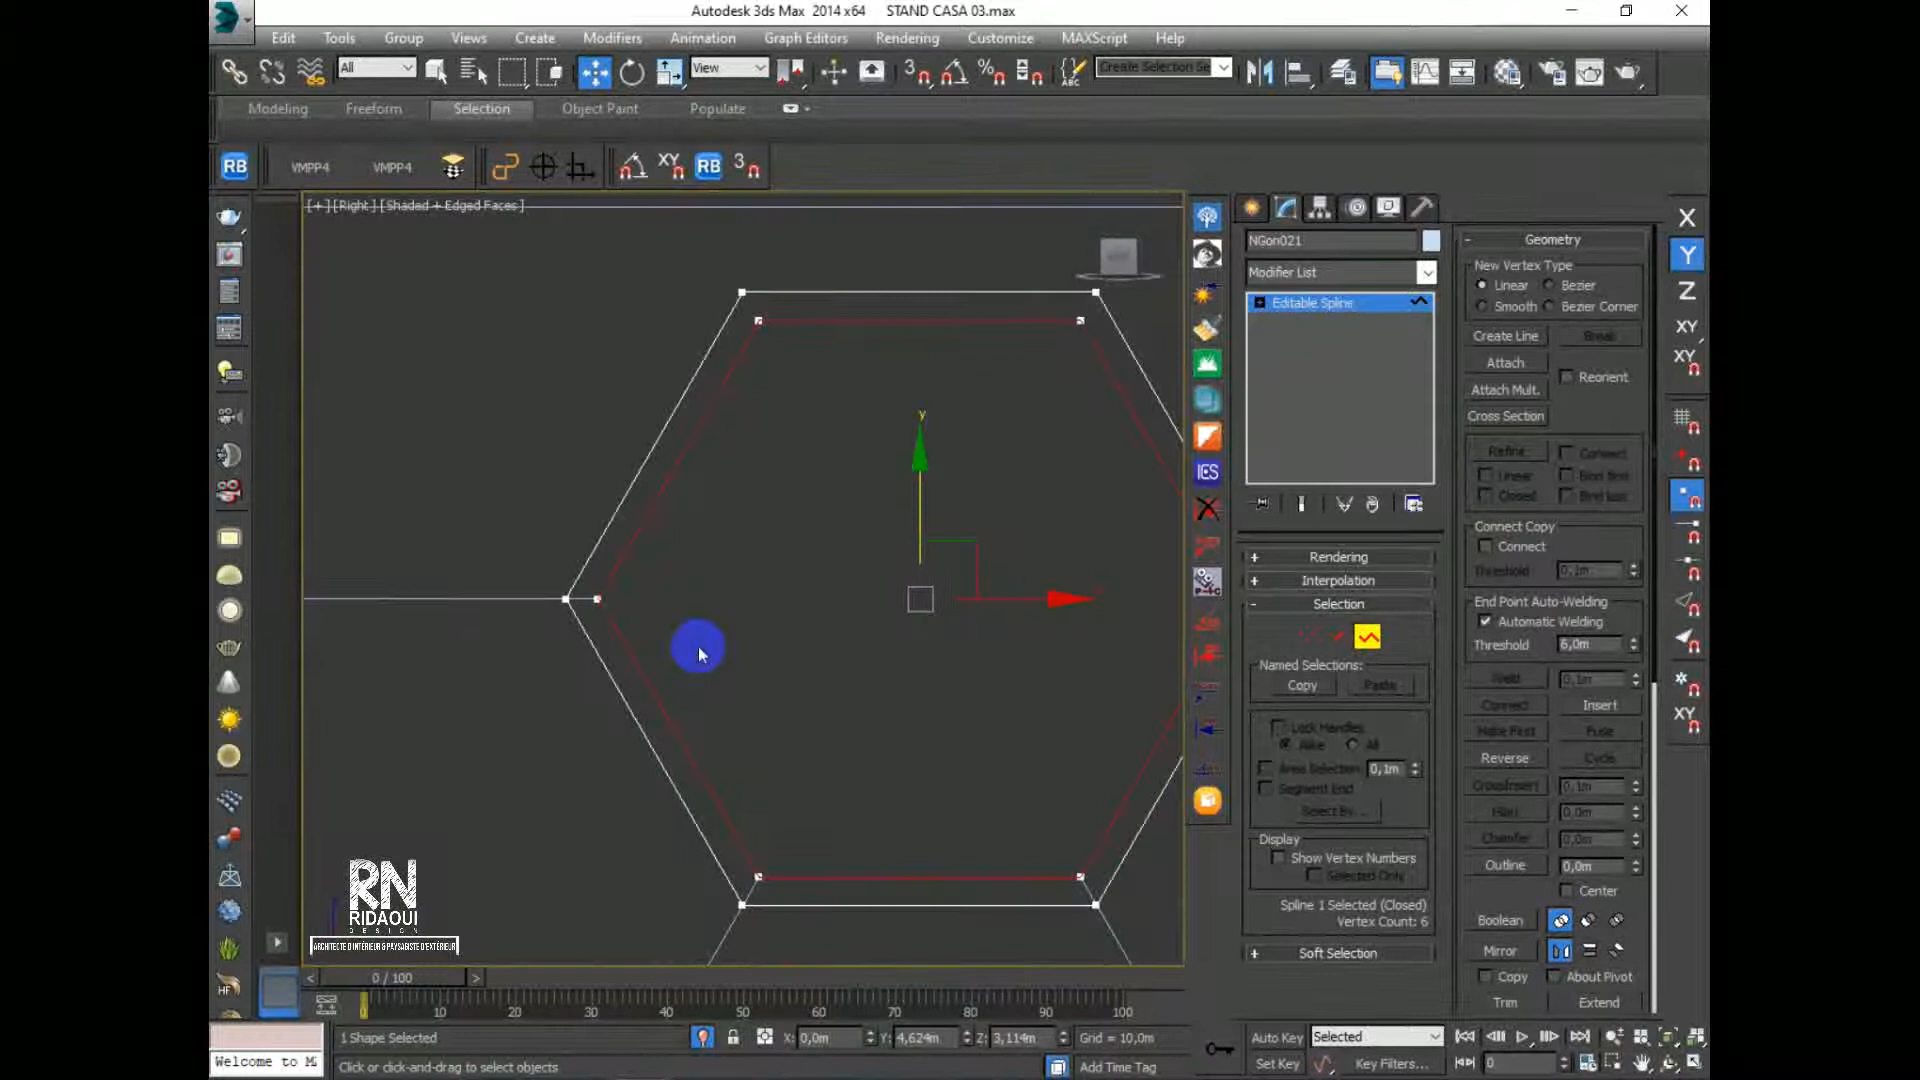 Autodesk 3ds Max 2014 x64 STAND CASA 03.max
Edit Tools Group Views Create Modifiers Animation Graph Editors Rendering Customize MAXScript Help
All View Create Selection Se
Modeling Freeform Selection Object Paint Populate
RB VMPP4 VMPP4 XY RB 3
[+] [Right] [Shaded + Edged Faces]
y
NGon021
Modifier List
Editable Spline
+ Rendering
+ Interpolation
- Selection
Named Selections:
Copy Paste
Lock Handles
Alike All
Area Selection 0,1m
Segment End
Select By...
Display
Show Vertex Numbers
Selected Only
Spline 1 Selected (Closed)
Vertex Count: 6
+ Soft Selection
- Geometry
New Vertex Type
Linear Bezier
Smooth Bezier Corner
Create Line Break
Attach
Reorient
Attach Mult.
Cross Section
Refine Connect
Linear Bind first
Closed Bind last
Connect Copy
Connect
Threshold 0,1m
End Point Auto-Welding
Automatic Welding
Threshold 6,0m
Weld 0,1m
Connect Insert
Make First Fuse
Reverse Cycle
CrossInsert 0,1m
Fillet 0,0m
Chamfer 0,0m
Outline 0,0m
Center
Boolean
Mirror
Copy About Pivot
Trim Extend
X
Y
Z
XY
XY
XY
IES
HF
RN
RIDAOUI
DESIGN
ARCHITECTE D'INTÉRIEUR & PAYSAGISTE D'EXTÉRIEUR
< 0 / 100 >
0 10 20 30 40 50 60 70 80 90 100
1 Shape Selected X: 0,0m Y: 4,624m Z: 3,114m Grid = 10,0m Auto Key Selected
Welcome to M Click or click-and-drag to select objects Add Time Tag Set Key Key Filters... 0